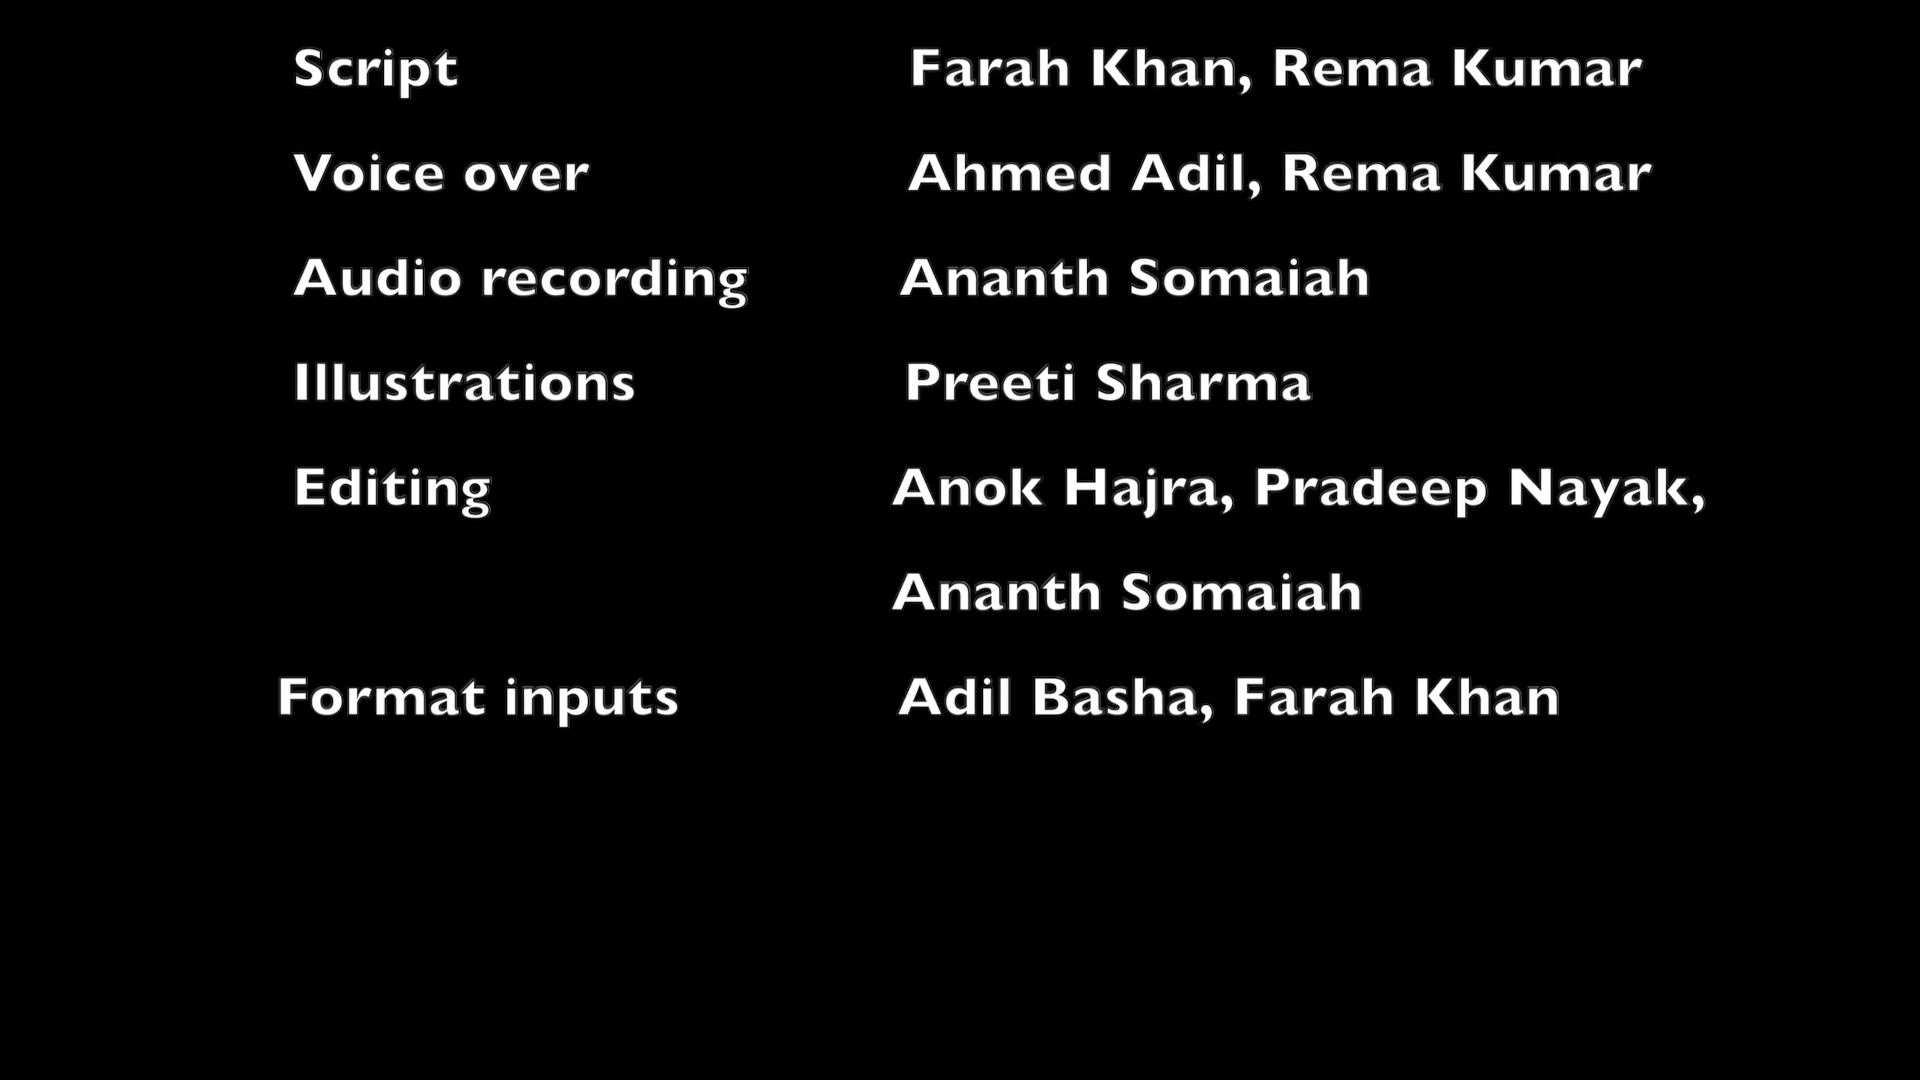 Script Farah Khan, Rema Kumar
Voice over Ahmed Adil, Rema Kumar
Audio recording Ananth Somaiah
Illustrations Preeti Sharma
Editing Anok Hajra, Pradeep Nayak,
Ananth Somaiah
Format inputs Adil Basha, Farah Khan